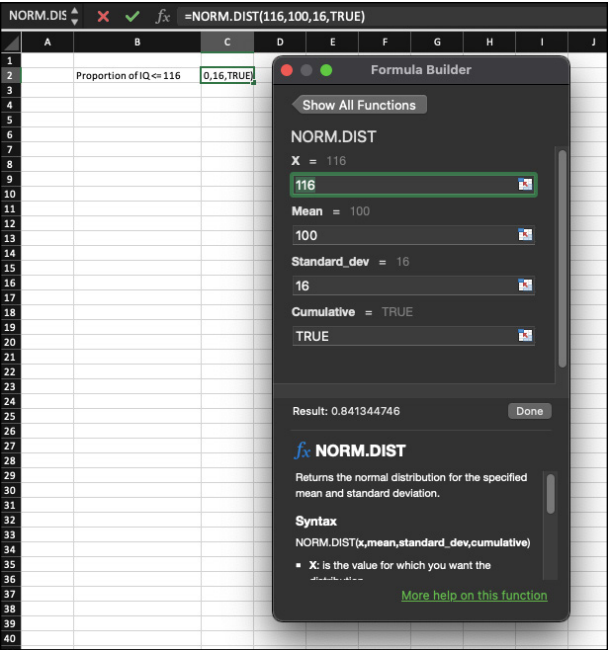 NORM.DIS fx =NORM.DIST(116,100,16,TRUE)
A B C D E F G H I J
1
2 Proportion of IQ <= 116 0,16,TRUE)
3
4
5
6
7
8
9
10
11
12
13
14
15
16
17
18
19
20
21
22
23
24
25
26
27
28
29
30
31
32
33
34
35
36
37
38
39
40
Formula Builder
Show All Functions
NORM.DIST
X = 116
116
Mean = 100
100
Standard_dev = 16
16
Cumulative = TRUE
TRUE
Result: 0.841344746 Done
fx NORM.DIST
Returns the normal distribution for the specified
mean and standard deviation.
Syntax
NORM.DIST(x,mean,standard_dev,cumulative)
▪ X: is the value for which you want the
distribution
More help on this function